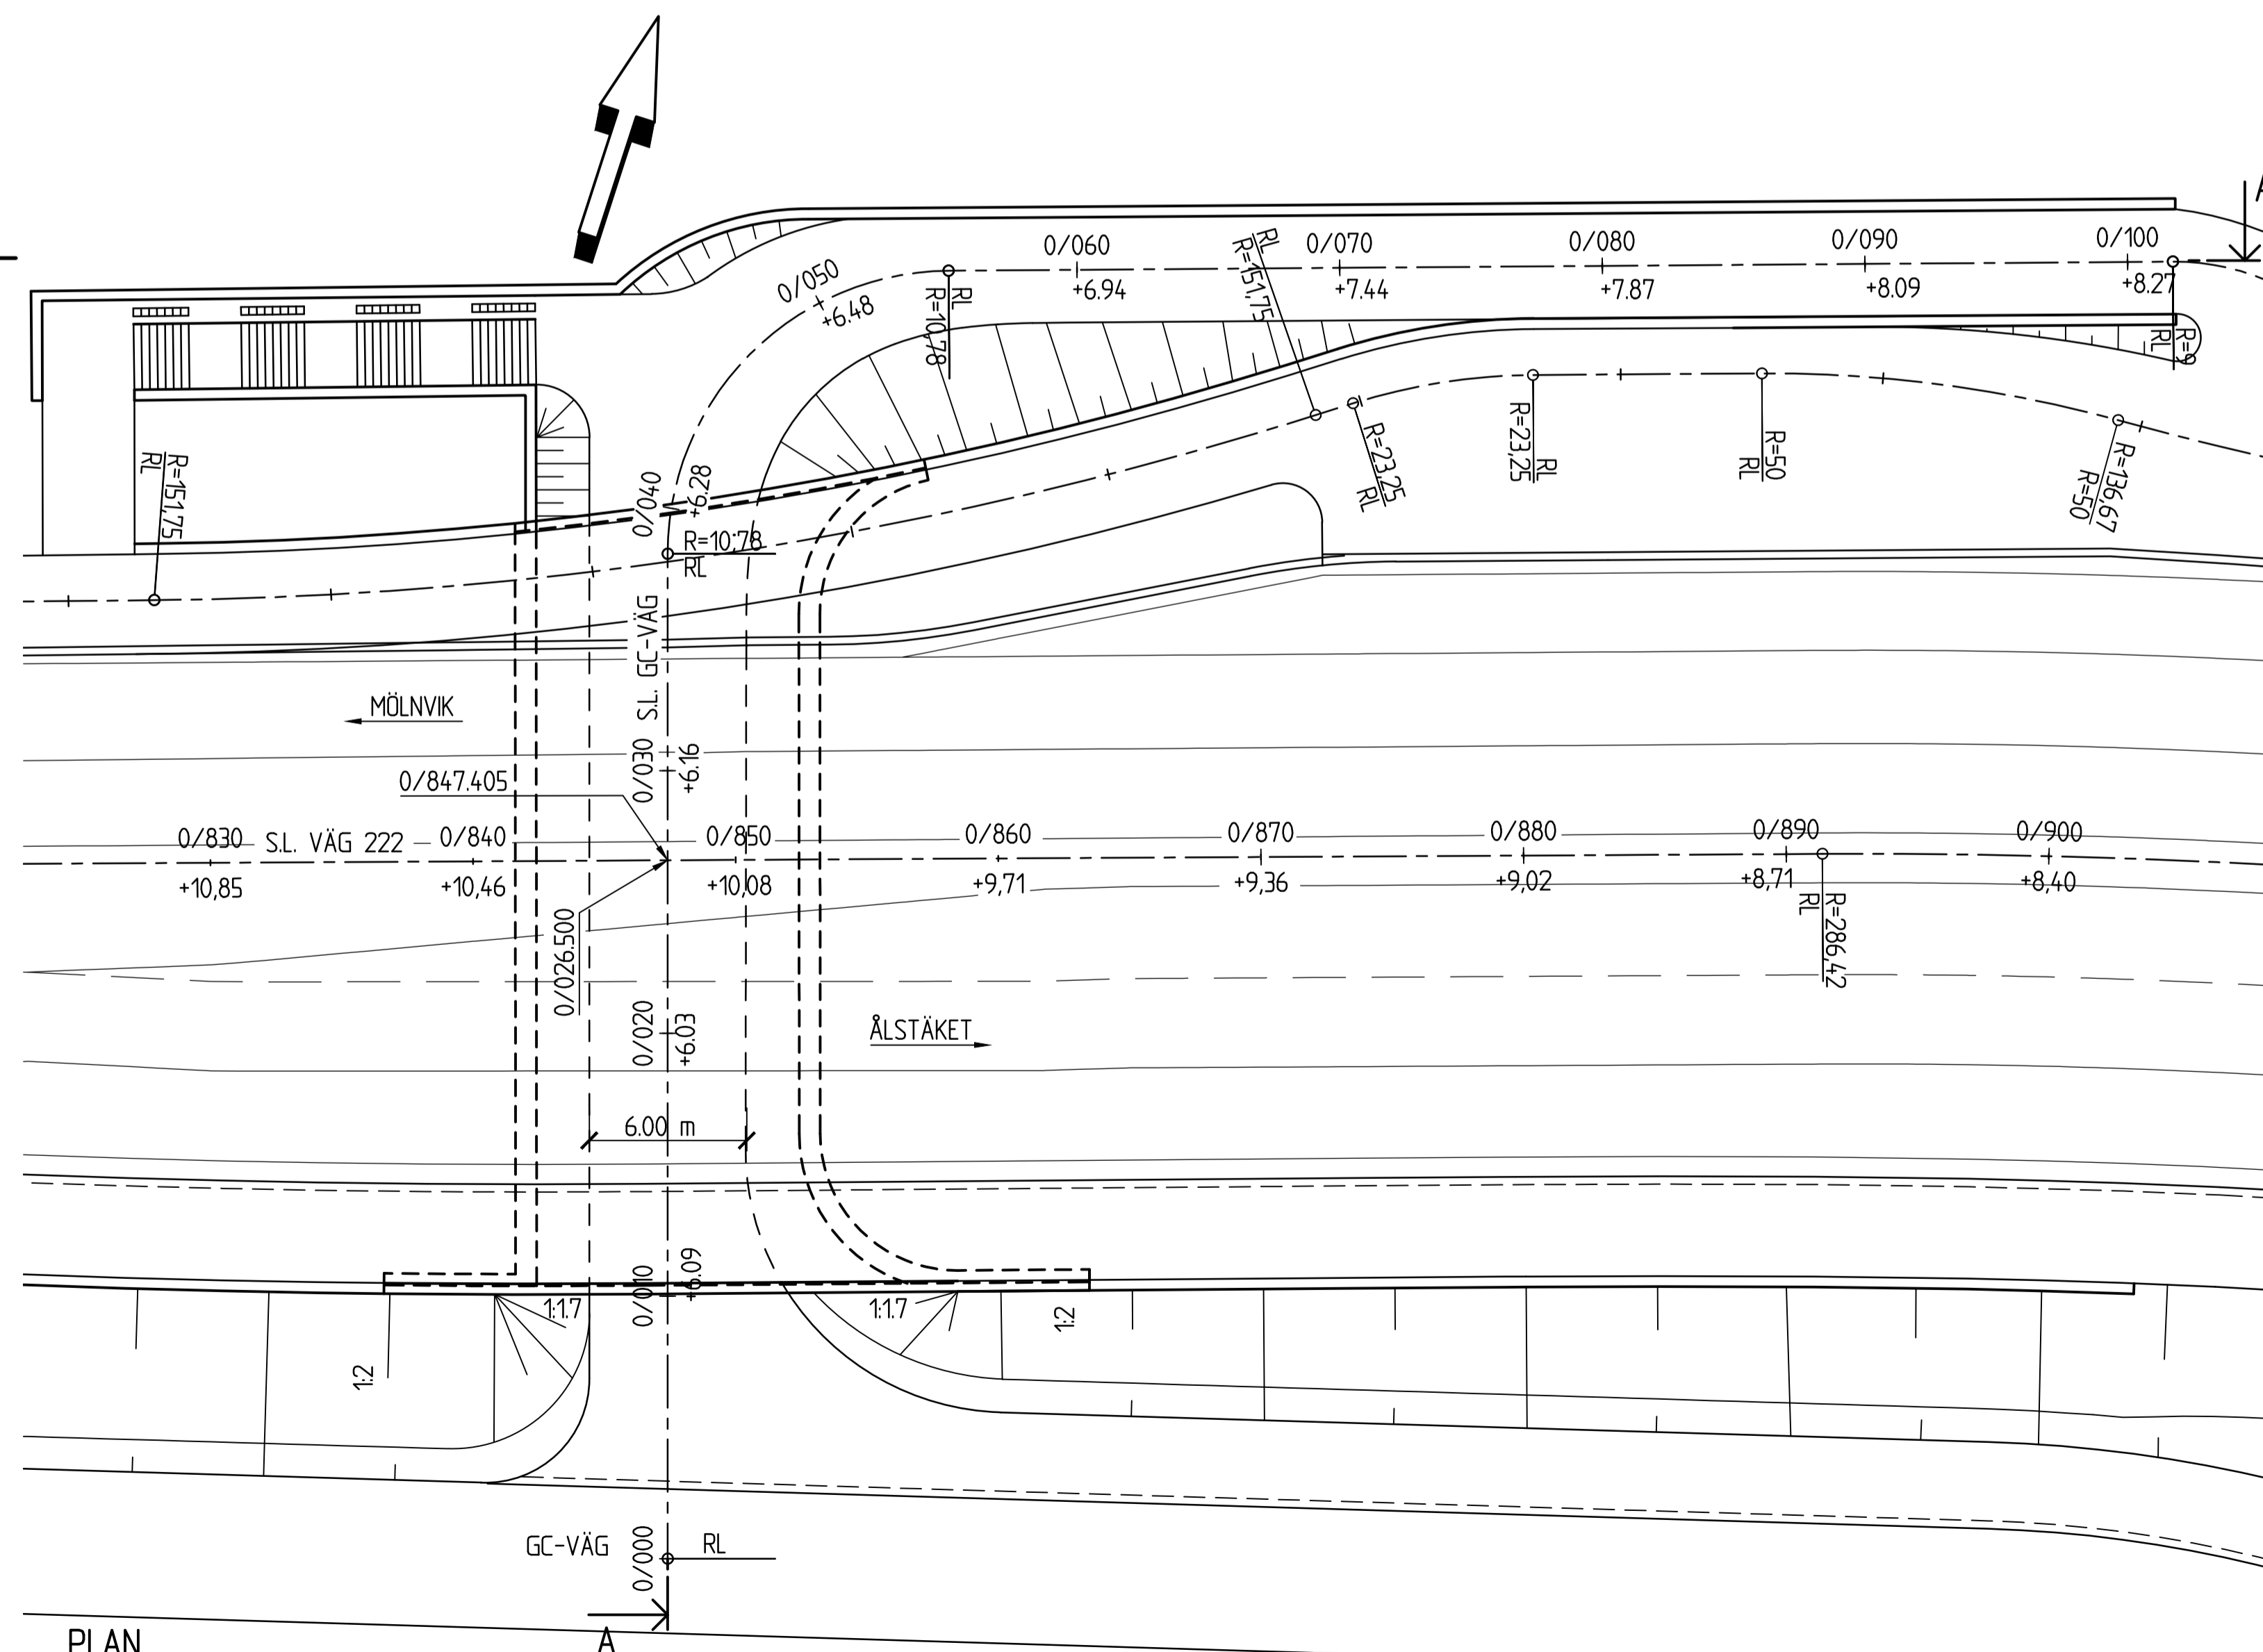 0/060
0/070
0/080
0/090
0/100
+6.94
+7.44
+7.87
+8.09
+8.27
0/050
+6.48
RL
R=10,78
RL
R=151,75
R=9
RL
R=151,75
RL
0/040
+6.28
R=10,78
RL
R=23,25
RL
R=23,25
RL
R=50
RL
R=136,67
R=50
S.L. GC-VÄG
MÖLNVIK
0/030
+6.16
0/847.405
0/830
S.L. VÄG 222
0/840
0/850
0/860
0/870
0/880
0/890
0/900
+10,85
+10,46
+10,08
+9,71
+9,36
+9,02
+8,71
+8,40
R=286,42
RL
0/026.500
0/020
+6.03
ÅLSTÄKET
6.00 m
0/010
+6.09
1:1.7
1:1.7
1:2
1:2
GC-VÄG
0/000
RL
PLAN
A